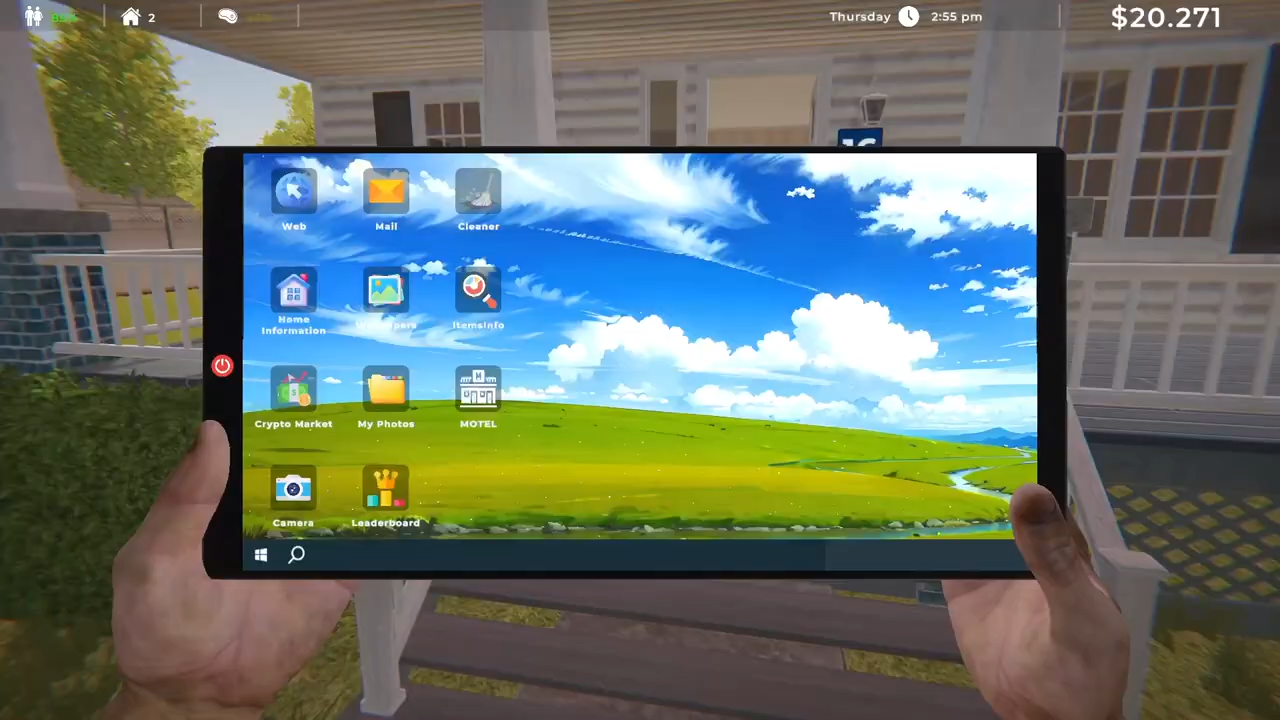 2
Thursday 2:55 pm
$20.271
Web
Mail
Cleaner
Home
Information
Wallpapers
ItemsInfo
Crypto Market
My Photos
MOTEL
Camera
Leaderboard